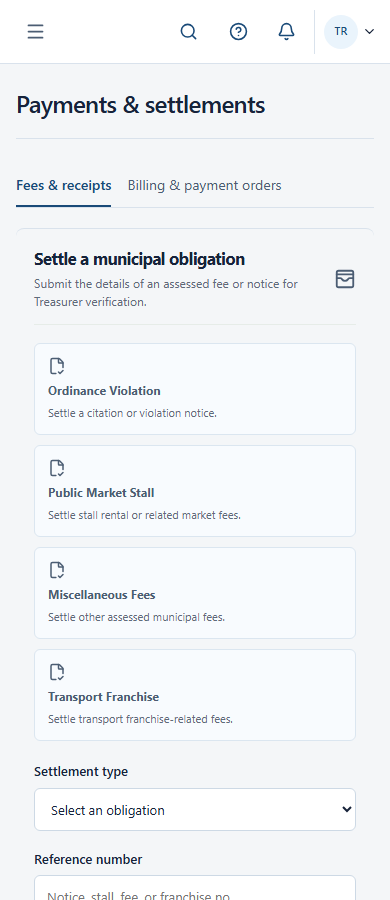 TR
Payments & settlements
Fees & receipts
Billing & payment orders
Settle a municipal obligation
Submit the details of an assessed fee or notice for
Treasurer verification.
Ordinance Violation
Settle a citation or violation notice.
Public Market Stall
Settle stall rental or related market fees.
Miscellaneous Fees
Settle other assessed municipal fees.
Transport Franchise
Settle transport franchise-related fees.
Settlement type
Select an obligation
Reference number
Notice, stall, fee, or franchise no.